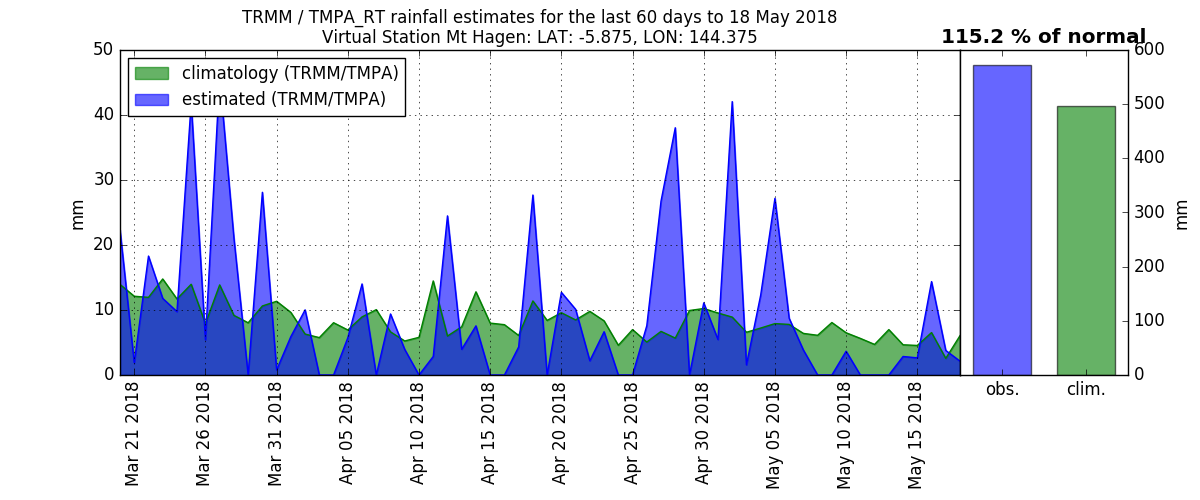 TRMM / TMPA_RT rainfall estimates for the last 60 days to 18 May 2018
Virtual Station Mt Hagen: LAT: -5.875, LON: 144.375
115.2 % of normal
climatology (TRMM/TMPA)
estimated (TRMM/TMPA)
50
40
30
20
10
0
mm
Mar 21 2018
Mar 26 2018
Mar 31 2018
Apr 05 2018
Apr 10 2018
Apr 15 2018
Apr 20 2018
Apr 25 2018
Apr 30 2018
May 05 2018
May 10 2018
May 15 2018
obs.
clim.
600
500
400
300
200
100
0
mm